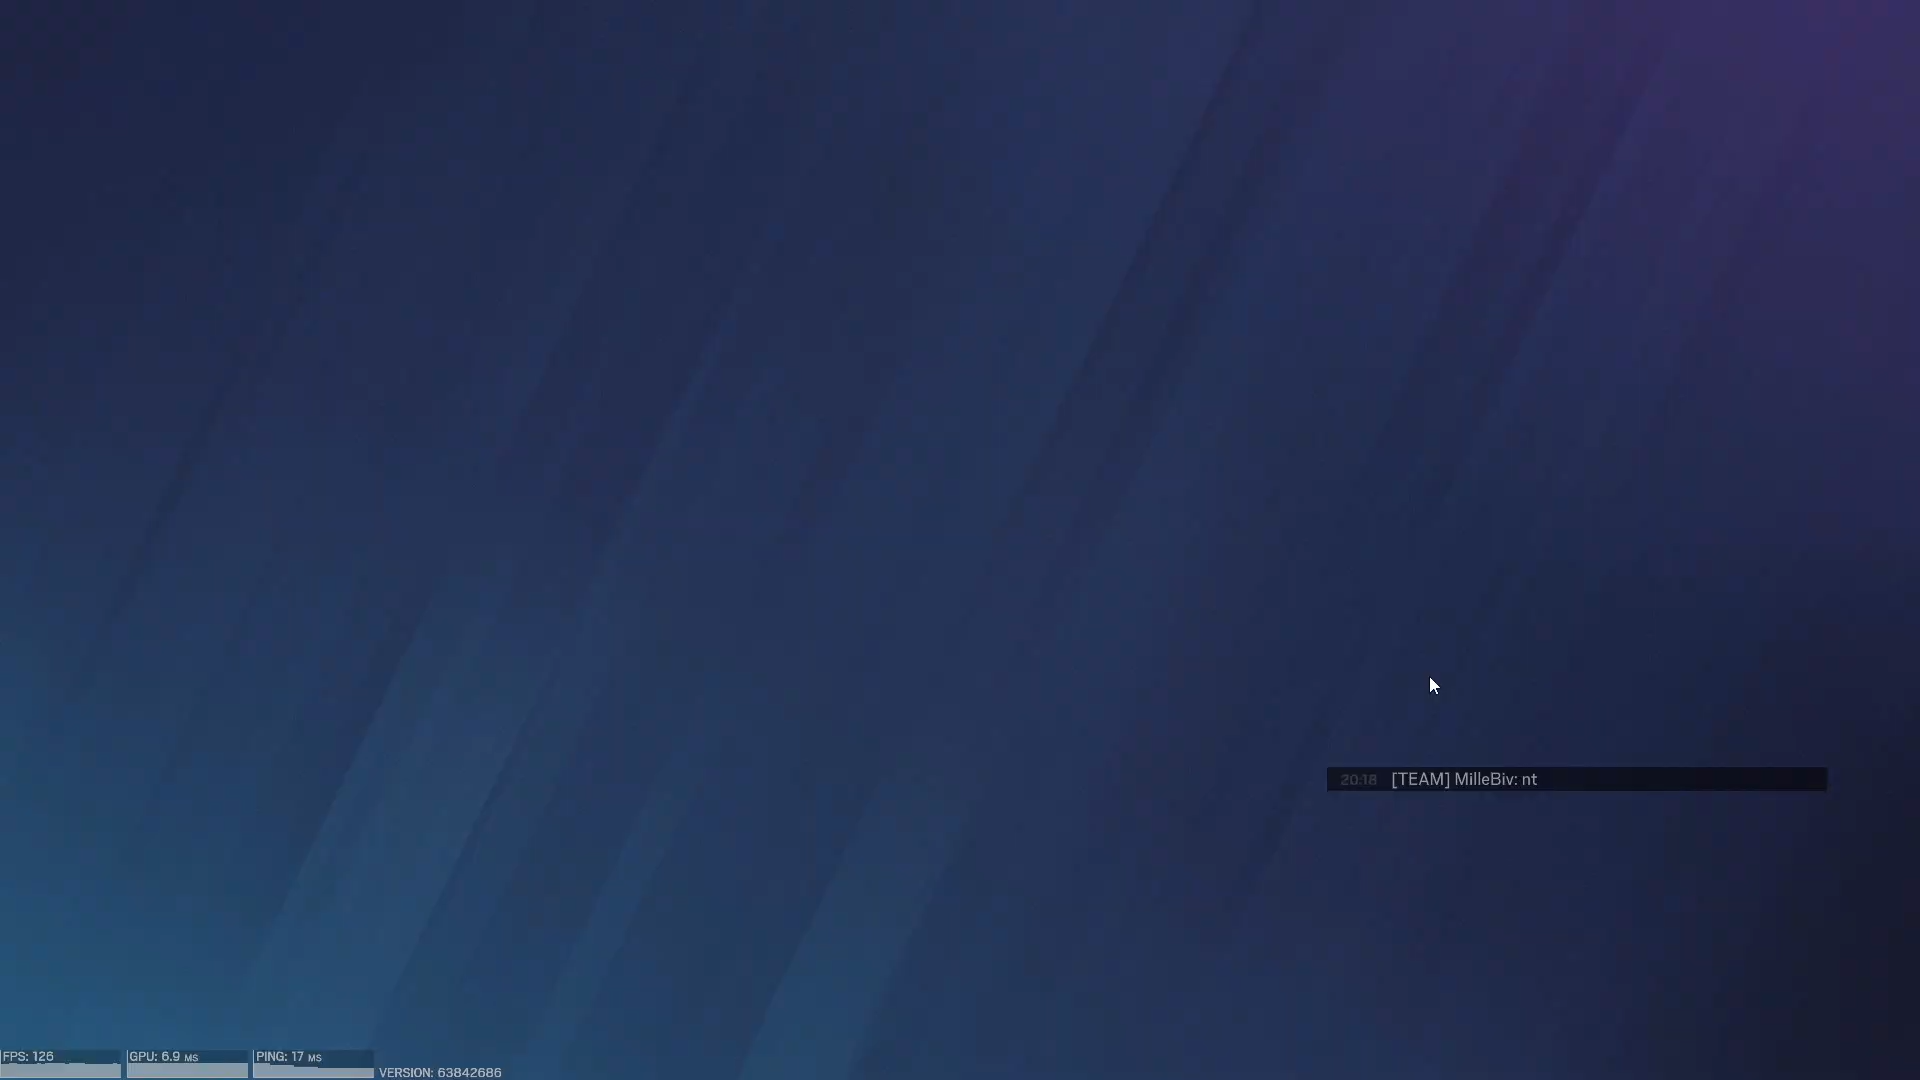 20:18 [TEAM] MilleBiv: nt
FPS: 126 GPU: 6.9 MS PING: 17 MS VERSION: 63842686